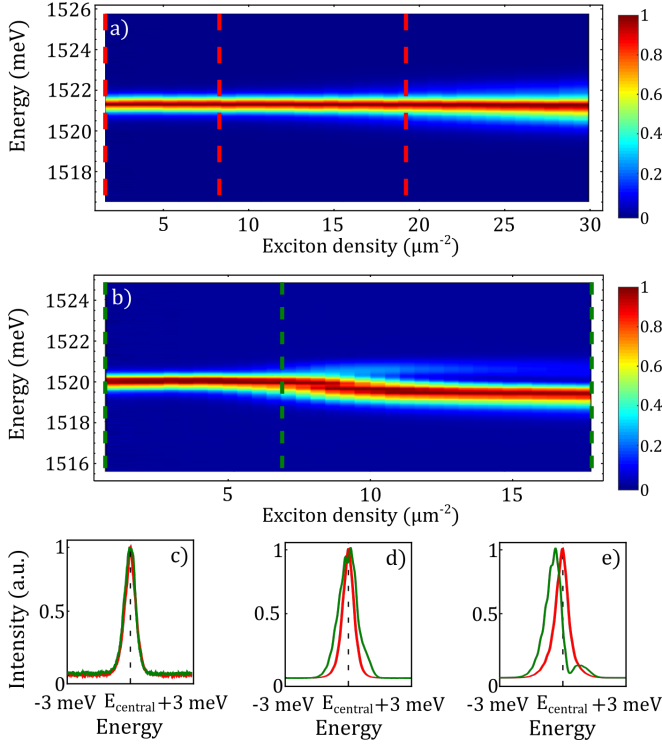 1526
1524
1522
1520
1518
Energy (meV)
a)
5
10
15
20
25
30
Exciton density (μm⁻²)
1
0.8
0.6
0.4
0.2
0
1524
1522
1520
1518
1516
Energy (meV)
b)
5
10
15
Exciton density (μm⁻²)
1
0.8
0.6
0.4
0.2
0
Intensity (a.u.)
1
0.5
0
c)
-3 meV E_central +3 meV
Energy
1
0.5
d)
-3 meV E_central +3 meV
Energy
1
0.5
e)
-3 meV E_central +3 meV
Energy